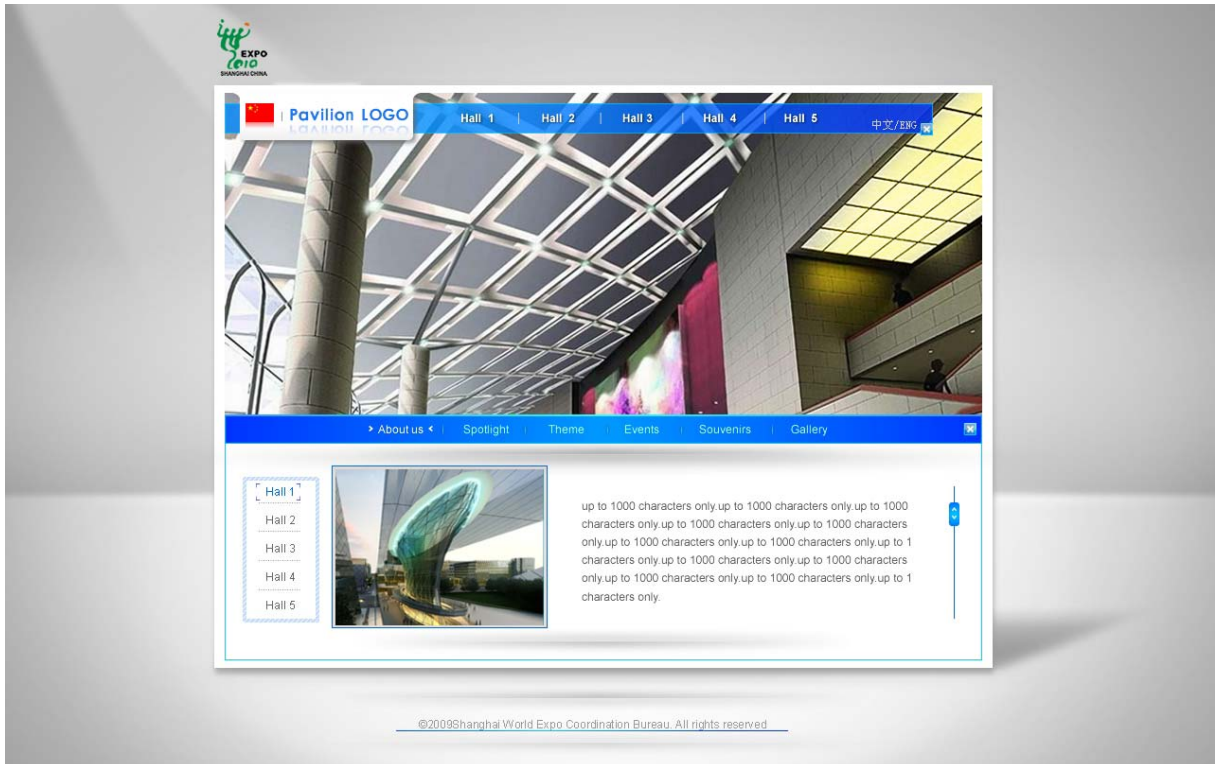 EXPO
2010
SHANGHAI CHINA
Pavilion LOGO
Hall 1 | Hall 2 | Hall 3 | Hall 4 | Hall 5
中文/ENG
> About us < | Spotlight | Theme | Events | Souvenirs | Gallery
Hall 1
Hall 2
Hall 3
Hall 4
Hall 5
up to 1000 characters only.up to 1000 characters only.up to 1000
characters only.up to 1000 characters only.up to 1000 characters
only.up to 1000 characters only.up to 1000 characters only.up to 1
characters only.up to 1000 characters only.up to 1000 characters
only.up to 1000 characters only.up to 1000 characters only.up to 1
characters only.
©2009Shanghai World Expo Coordination Bureau. All rights reserved